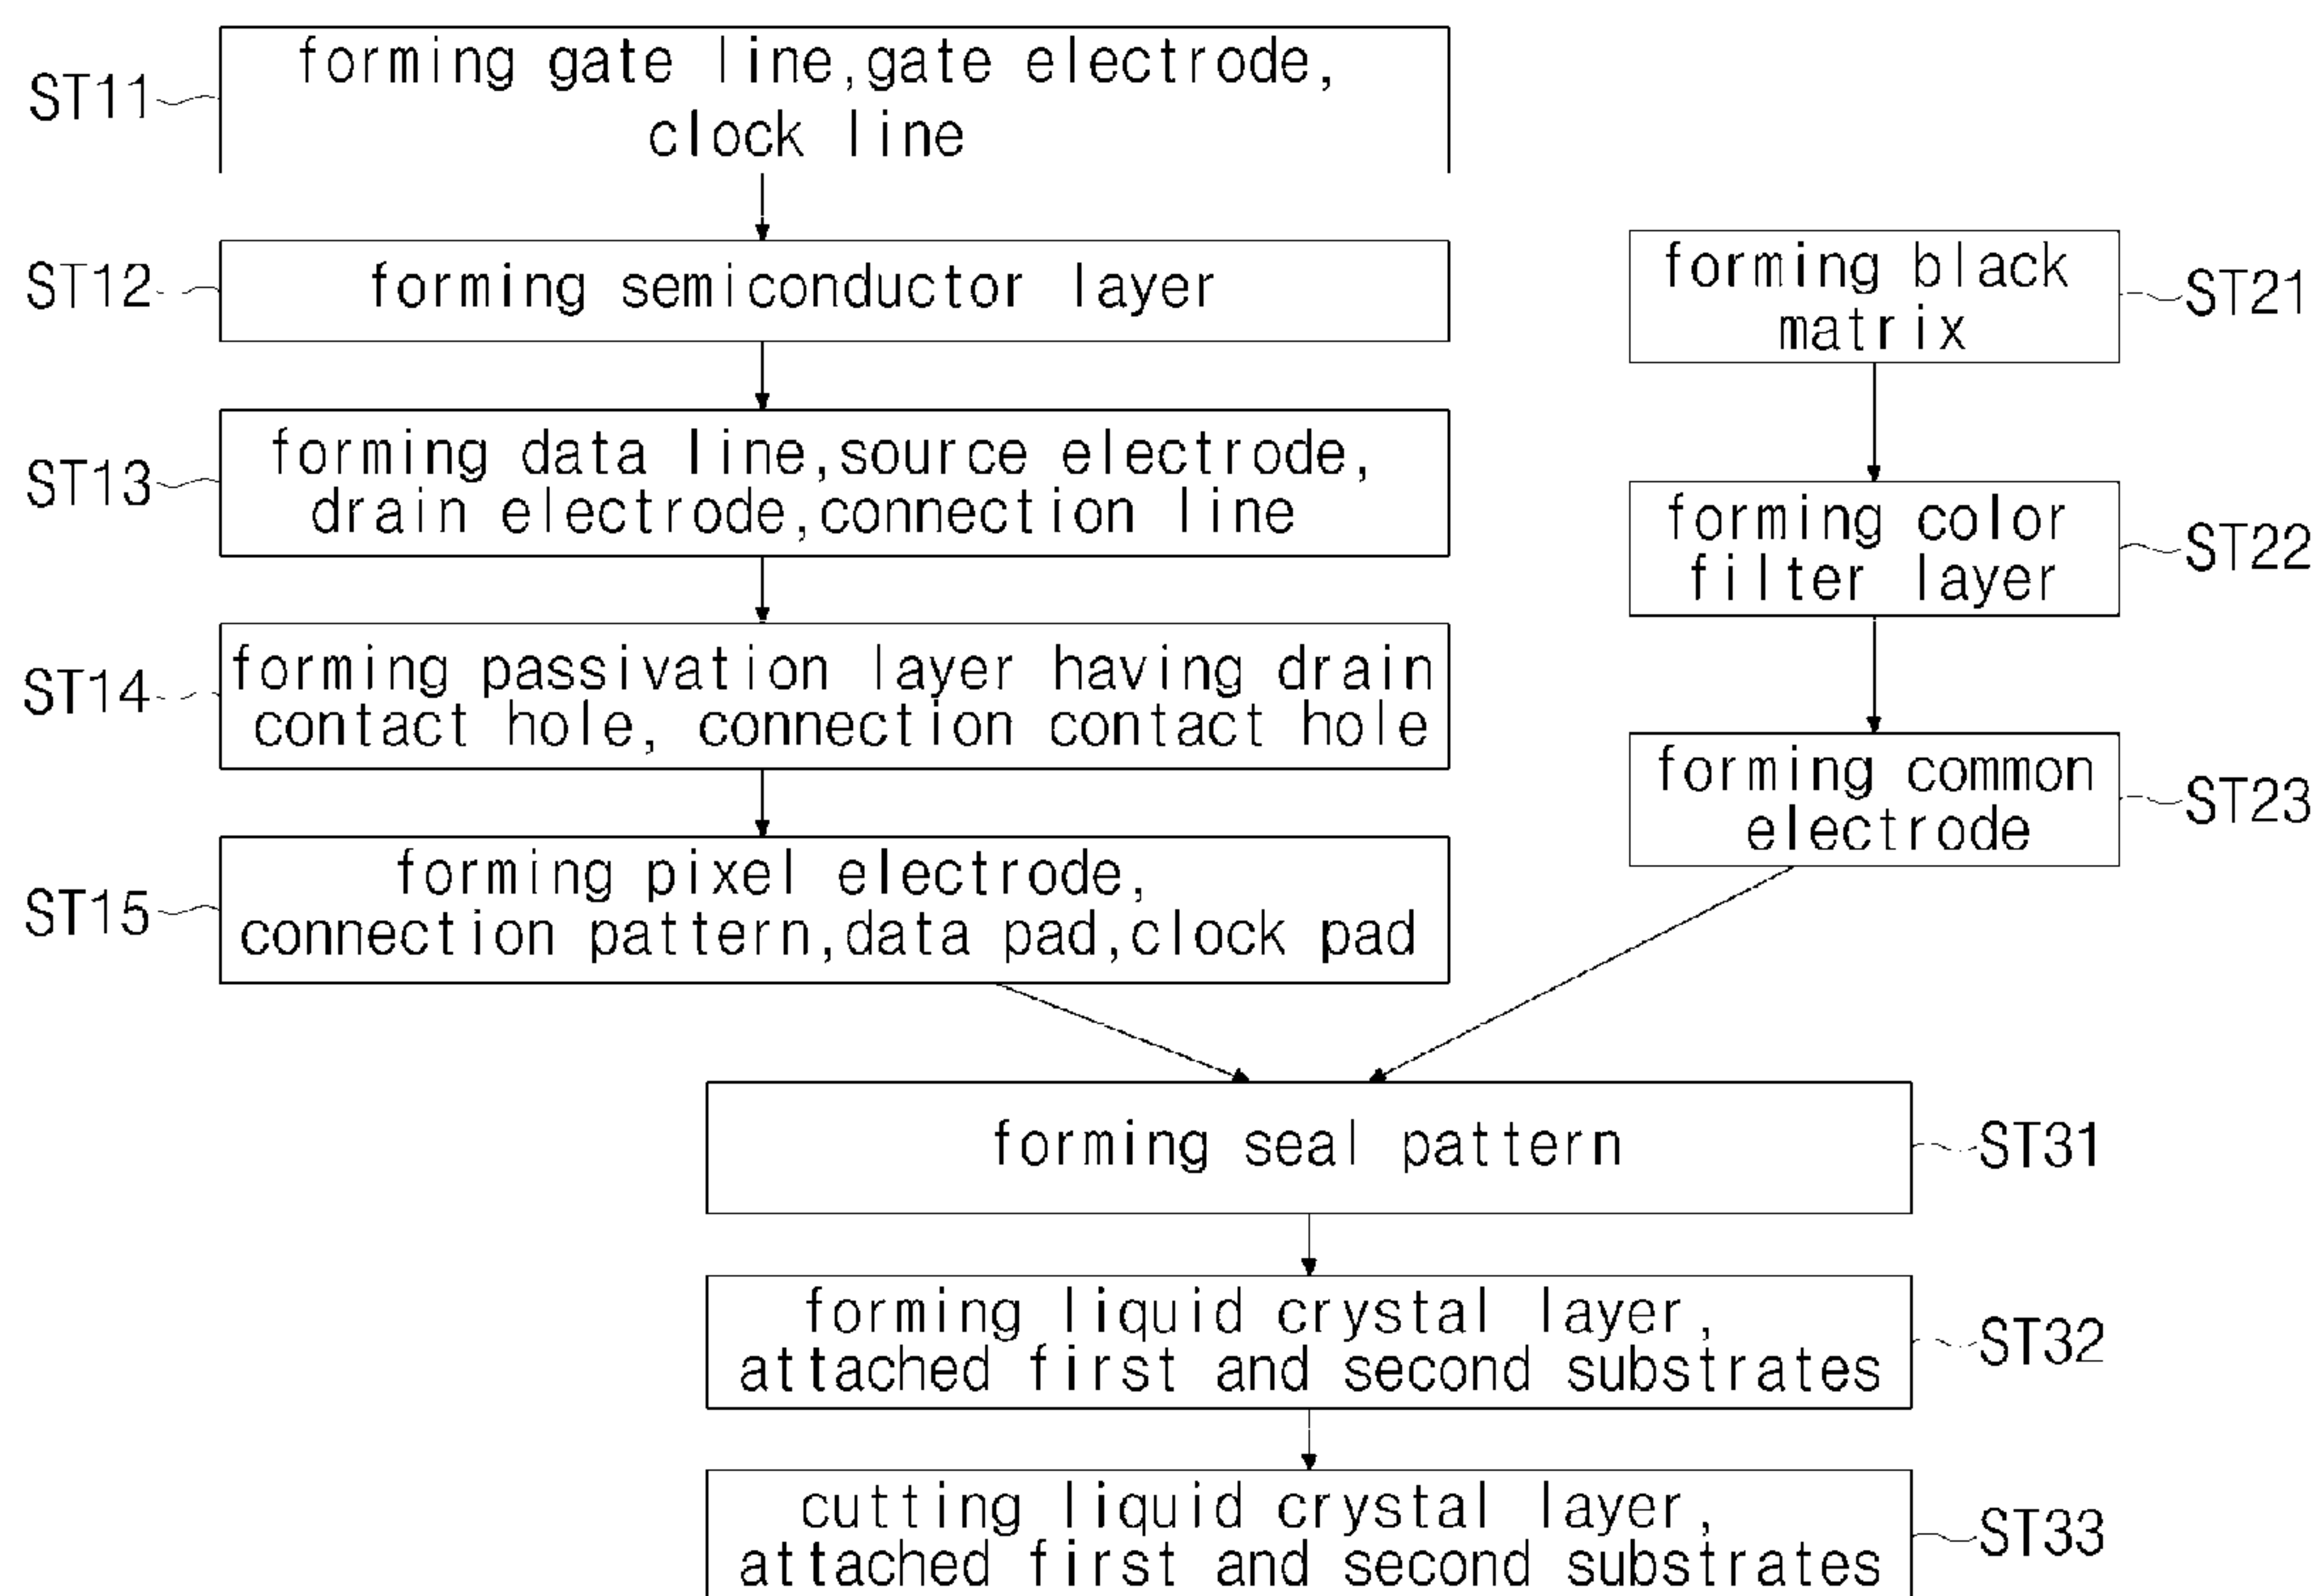 ST11
forming gate line,gate electrode,
clock line
ST12
forming semiconductor layer
ST13
forming data line,source electrode,
drain electrode,connection line
ST14
forming passivation layer having drain
contact hole, connection contact hole
ST15
forming pixel electrode,
connection pattern,data pad,clock pad
forming black
matrix
ST21
forming color
filter layer
ST22
forming common
electrode
ST23
forming seal pattern
ST31
forming liquid crystal layer,
attached first and second substrates
ST32
cutting liquid crystal layer,
attached first and second substrates
ST33